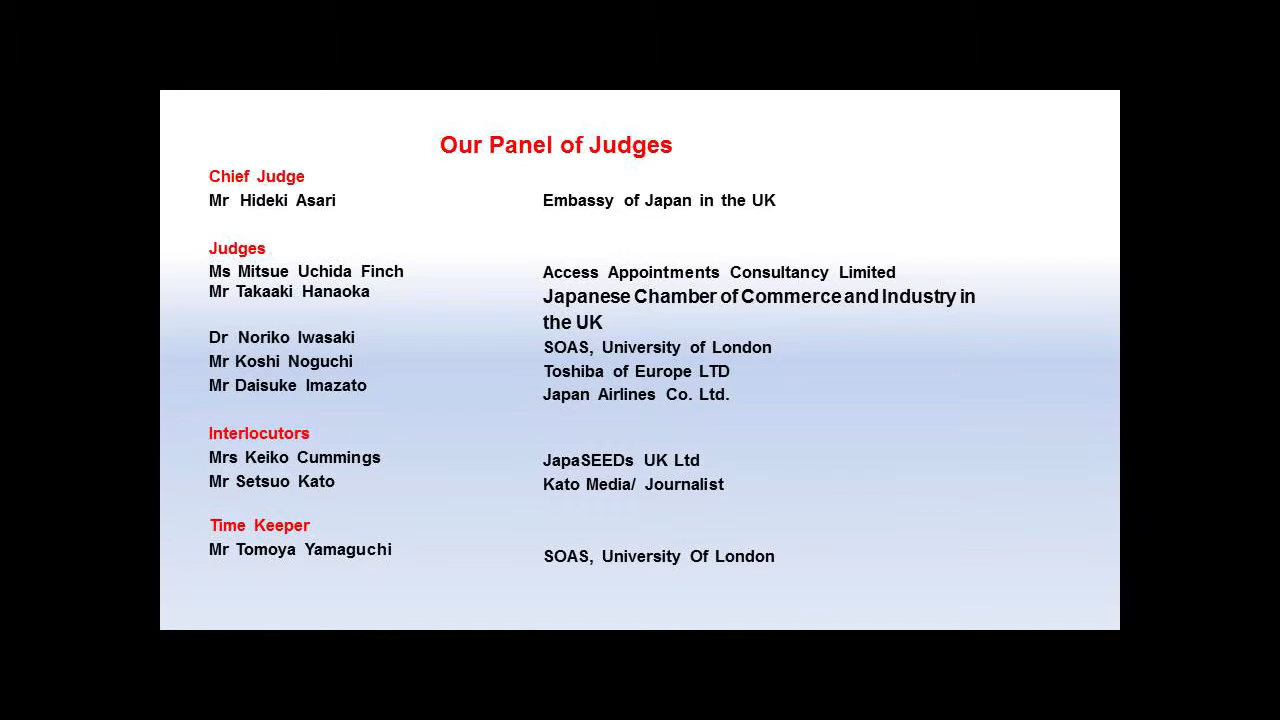 Our Panel of Judges
Chief Judge
Mr Hideki Asari Embassy of Japan in the UK
Judges
Ms Mitsue Uchida Finch Access Appointments Consultancy Limited
Mr Takaaki Hanaoka Japanese Chamber of Commerce and Industry in
the UK
Dr Noriko Iwasaki SOAS, University of London
Mr Koshi Noguchi Toshiba of Europe LTD
Mr Daisuke Imazato Japan Airlines Co. Ltd.
Interlocutors
Mrs Keiko Cummings JapaSEEDs UK Ltd
Mr Setsuo Kato Kato Media/ Journalist
Time Keeper
Mr Tomoya Yamaguchi SOAS, University Of London